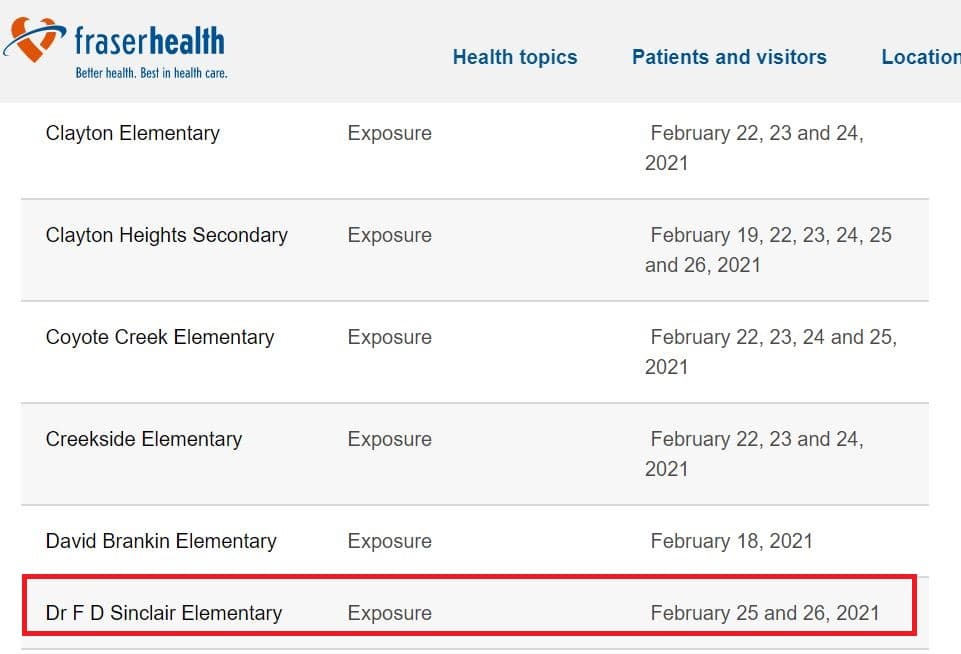 fraserhealth
Better health. Best in health care.
Health topics Patients and visitors Location
Clayton Elementary Exposure February 22, 23 and 24,
2021
Clayton Heights Secondary Exposure February 19, 22, 23, 24, 25
and 26, 2021
Coyote Creek Elementary Exposure February 22, 23, 24 and 25,
2021
Creekside Elementary Exposure February 22, 23 and 24,
2021
David Brankin Elementary Exposure February 18, 2021
Dr F D Sinclair Elementary Exposure February 25 and 26, 2021